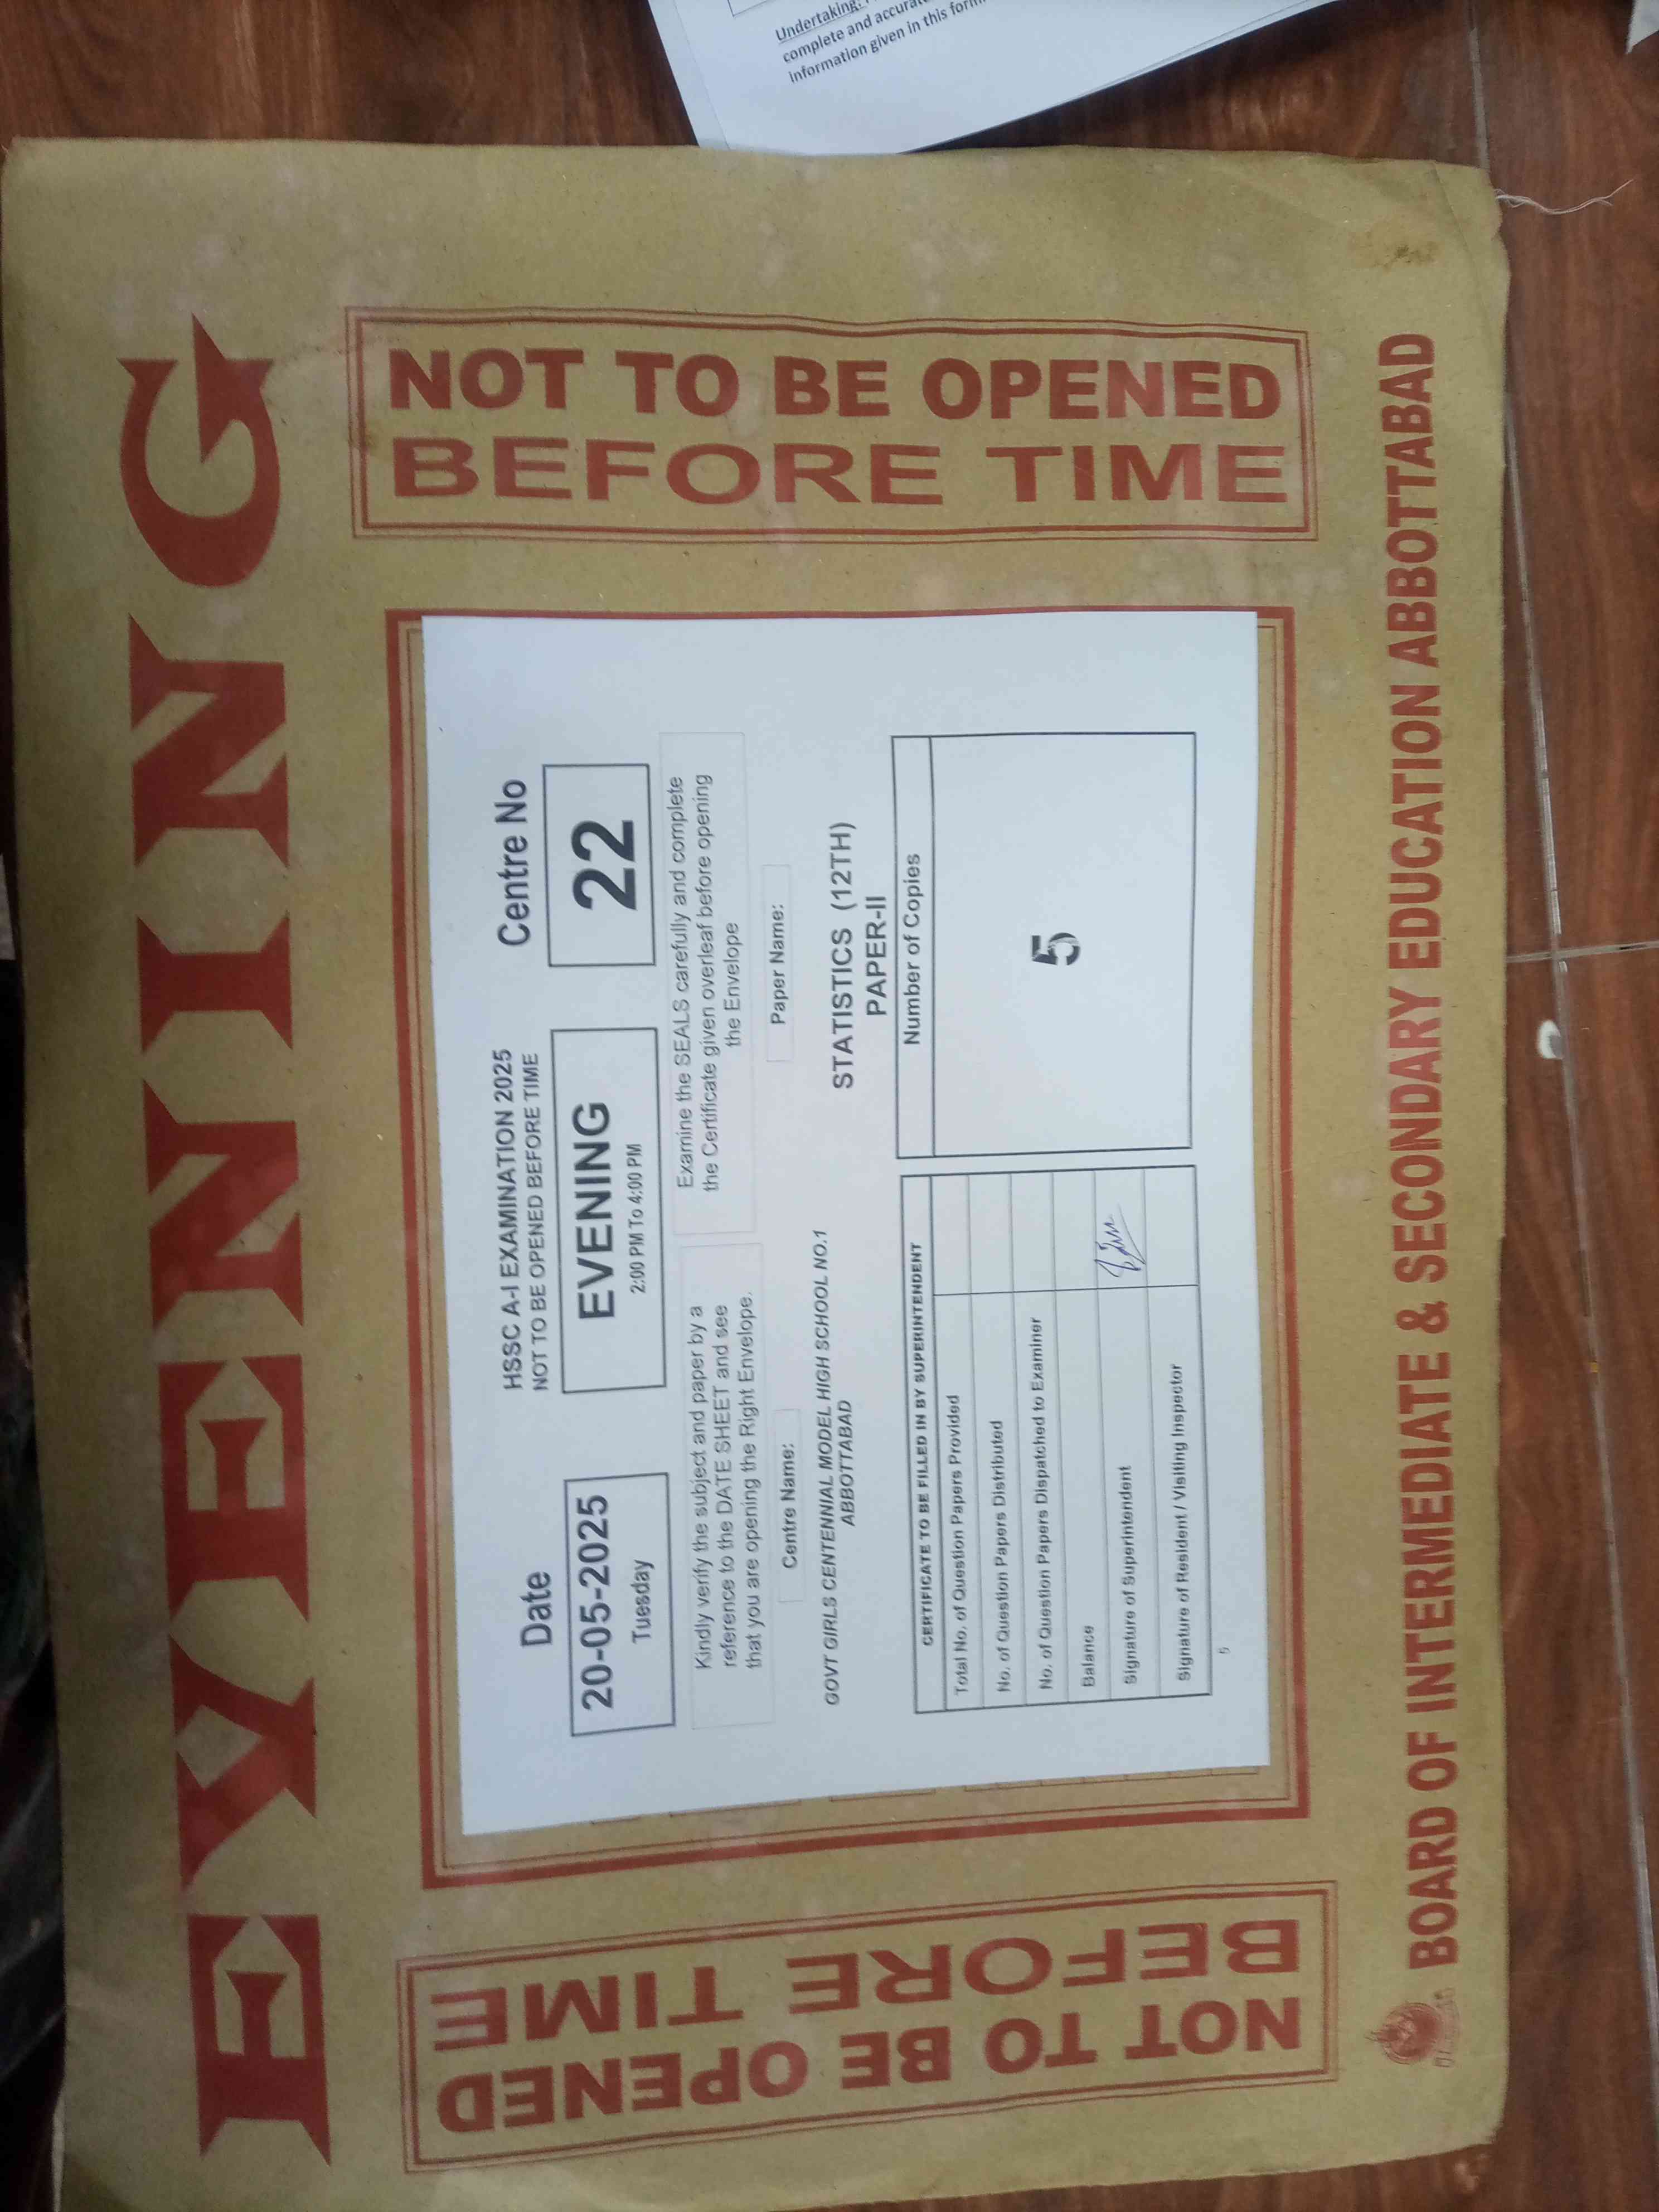 Undertaking:
complete and
information given in this form
EVENING
NOT TO BE OPENED
BEFORE TIME
NOT TO BE OPENED
BEFORE TIME
Date
20-05-2025
Tuesday
HSSC A-I EXAMINATION 2025
NOT TO BE OPENED BEFORE TIME
EVENING
2:00 PM To 4:00 PM
Centre No
22
Kindly verify the subject and paper by a
reference to the DATE SHEET and see
that you are opening the Right Envelope.
Examine the SEALS carefully and complete
the Certificate given overleaf before opening
the Envelope
Centre Name:
GOVT GIRLS CENTENNIAL MODEL HIGH SCHOOL NO.1
ABBOTTABAD
Paper Name:
STATISTICS (12TH)
PAPER-II
CERTIFICATE TO BE FILLED IN BY SUPERINTENDENT
Total No. of Question Papers Provided
No. of Question Papers Distributed
No. of Question Papers Dispatched to Examiner
Balance
Signature of Superintendent
Signature of Resident / Visiting Inspector
5
Number of Copies
5
BOARD OF INTERMEDIATE & SECONDARY EDUCATION ABBOTTABAD